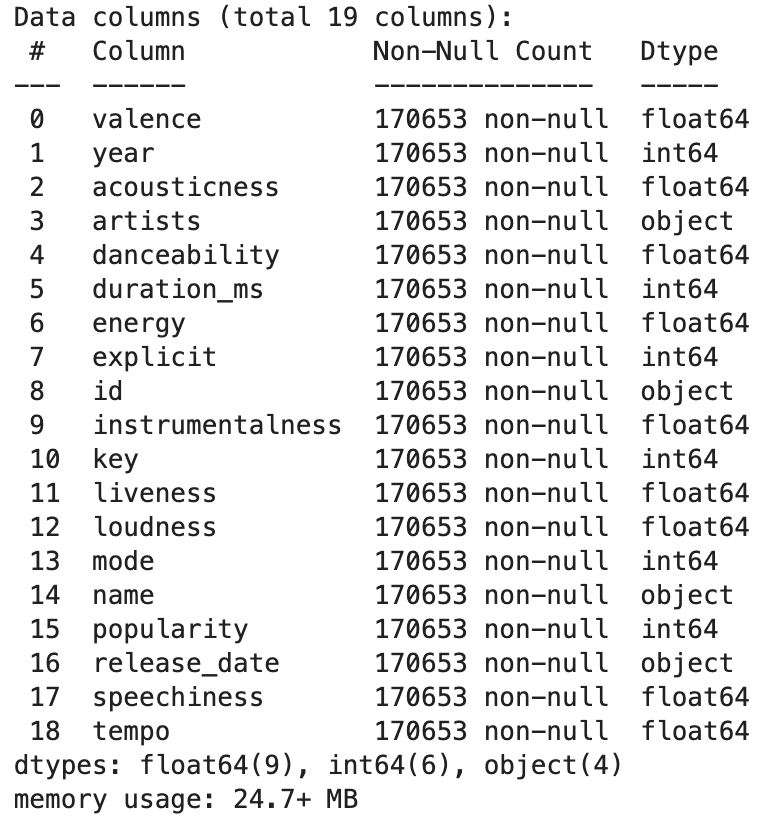 Data columns (total 19 columns):
 #   Column            Non-Null Count   Dtype
---  ------            --------------   -----
 0   valence           170653 non-null  float64
 1   year              170653 non-null  int64
 2   acousticness      170653 non-null  float64
 3   artists           170653 non-null  object
 4   danceability      170653 non-null  float64
 5   duration_ms       170653 non-null  int64
 6   energy            170653 non-null  float64
 7   explicit          170653 non-null  int64
 8   id                170653 non-null  object
 9   instrumentalness  170653 non-null  float64
 10  key               170653 non-null  int64
 11  liveness          170653 non-null  float64
 12  loudness          170653 non-null  float64
 13  mode              170653 non-null  int64
 14  name              170653 non-null  object
 15  popularity        170653 non-null  int64
 16  release_date      170653 non-null  object
 17  speechiness       170653 non-null  float64
 18  tempo             170653 non-null  float64
dtypes: float64(9), int64(6), object(4)
memory usage: 24.7+ MB